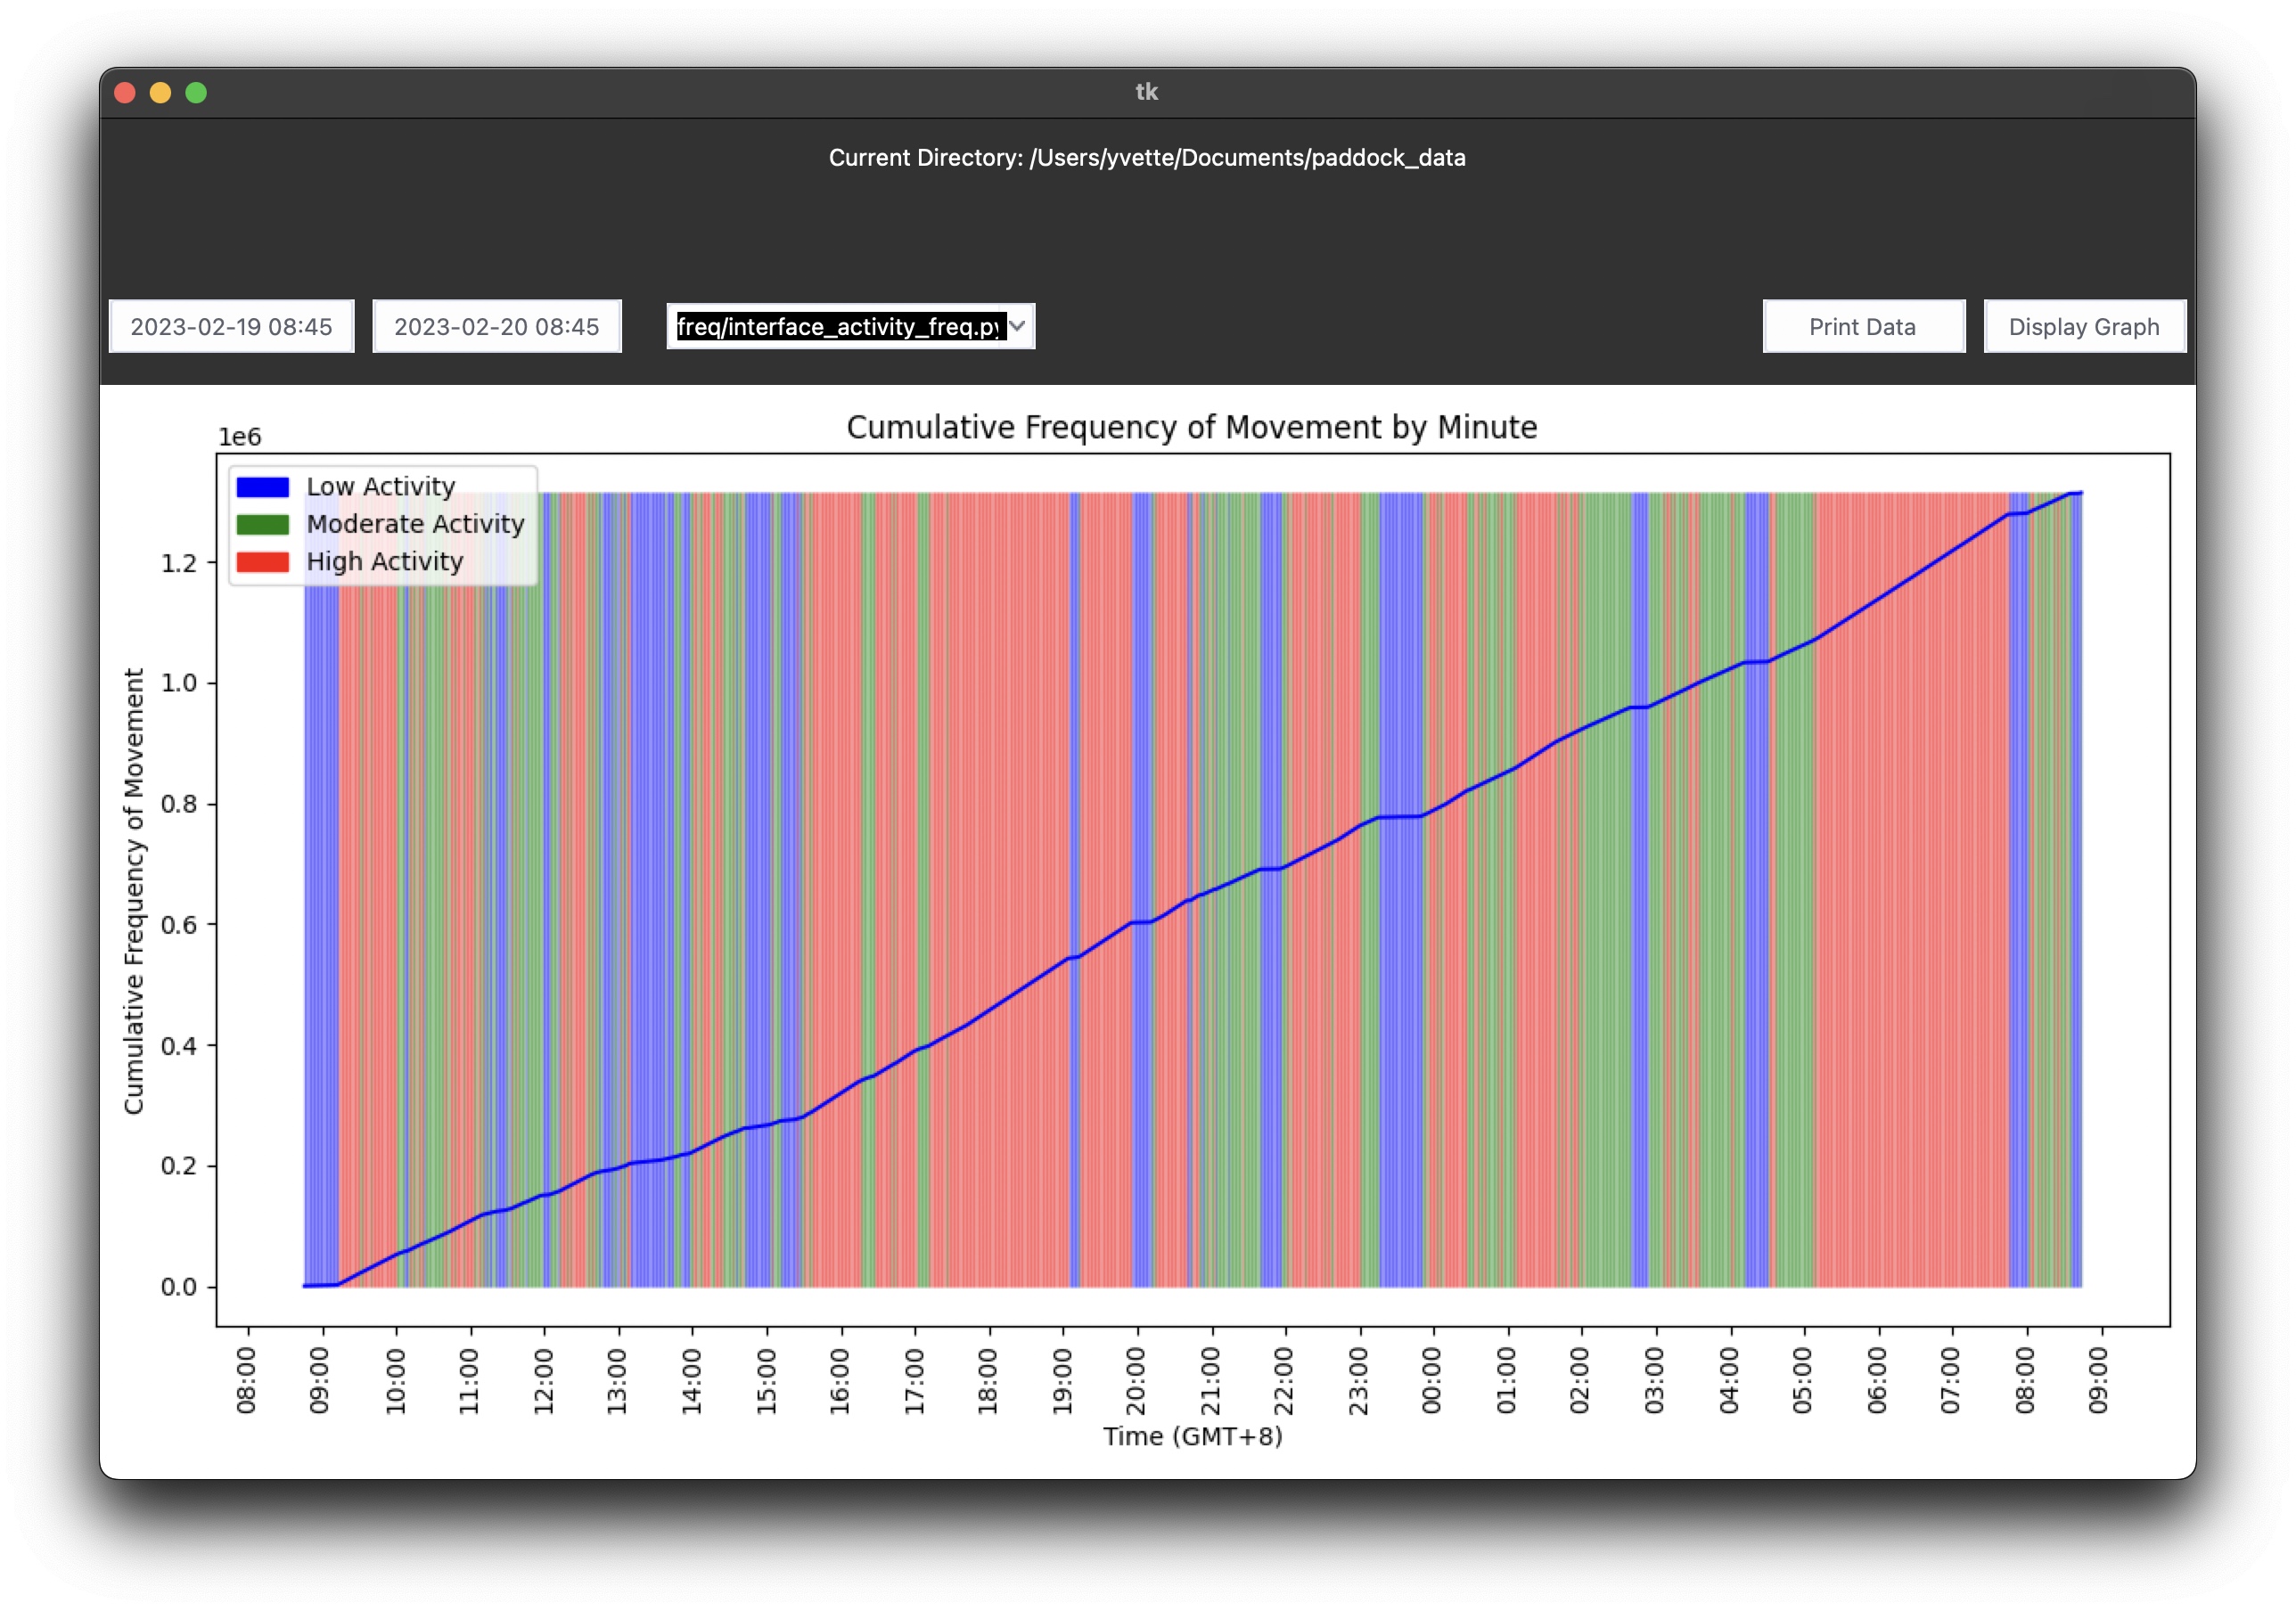 tk
Current Directory: /Users/yvette/Documents/paddock_data
2023-02-19 08:45
2023-02-20 08:45
freq/interface_activity_freq.py
Print Data
Display Graph
Cumulative Frequency of Movement by Minute
1e6
Low Activity
Moderate Activity
High Activity
1.2
1.0
0.8
0.6
0.4
0.2
0.0
Cumulative Frequency of Movement
08:00
09:00
10:00
11:00
12:00
13:00
14:00
15:00
16:00
17:00
18:00
19:00
20:00
21:00
22:00
23:00
00:00
01:00
02:00
03:00
04:00
05:00
06:00
07:00
08:00
09:00
Time (GMT+8)